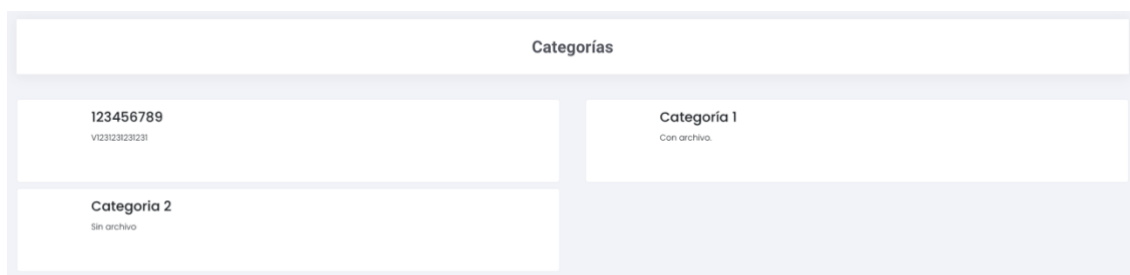 Categorías
123456789
V1231231231231
Categoría 1
Con archivo.
Categoria 2
Sin archivo